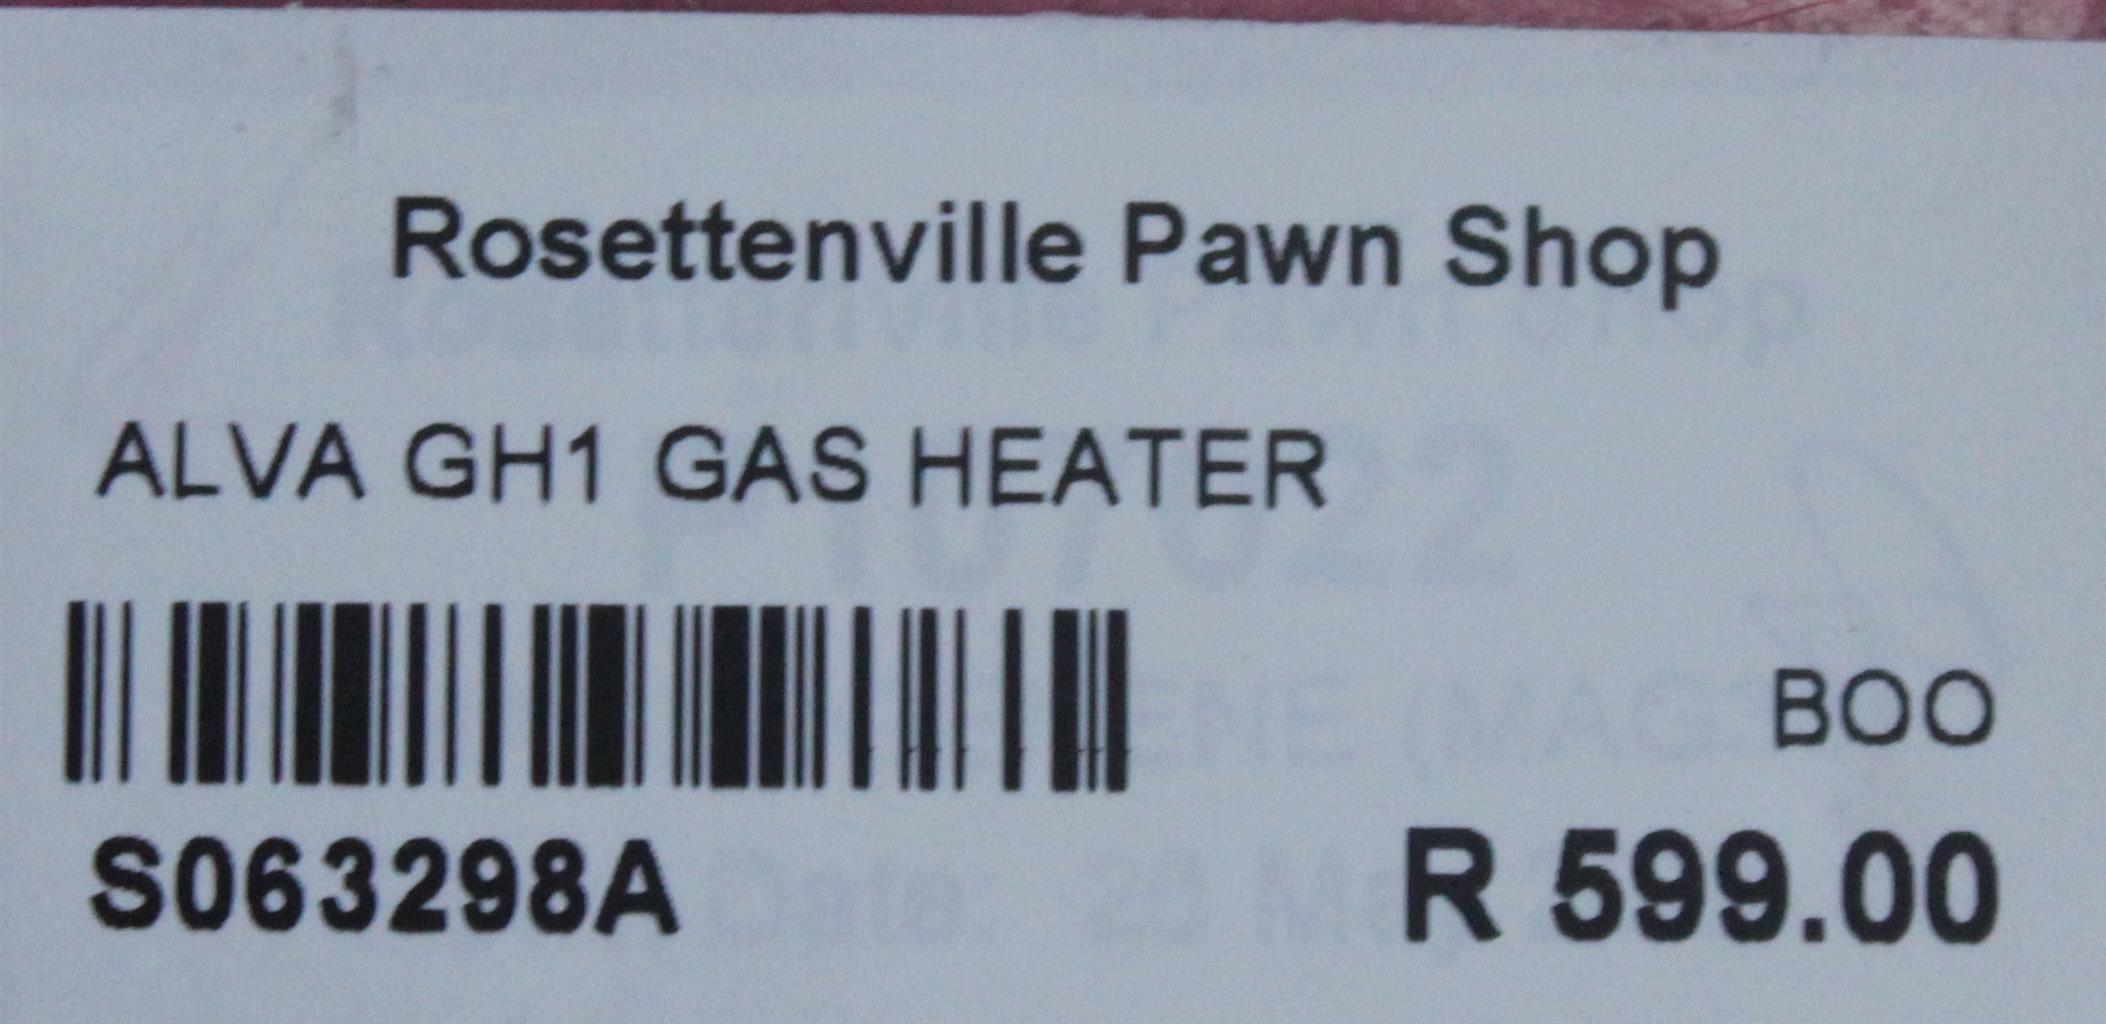 Rosettenville Pawn Shop
ALVA GH1 GAS HEATER
BOO
S063298A R 599.00